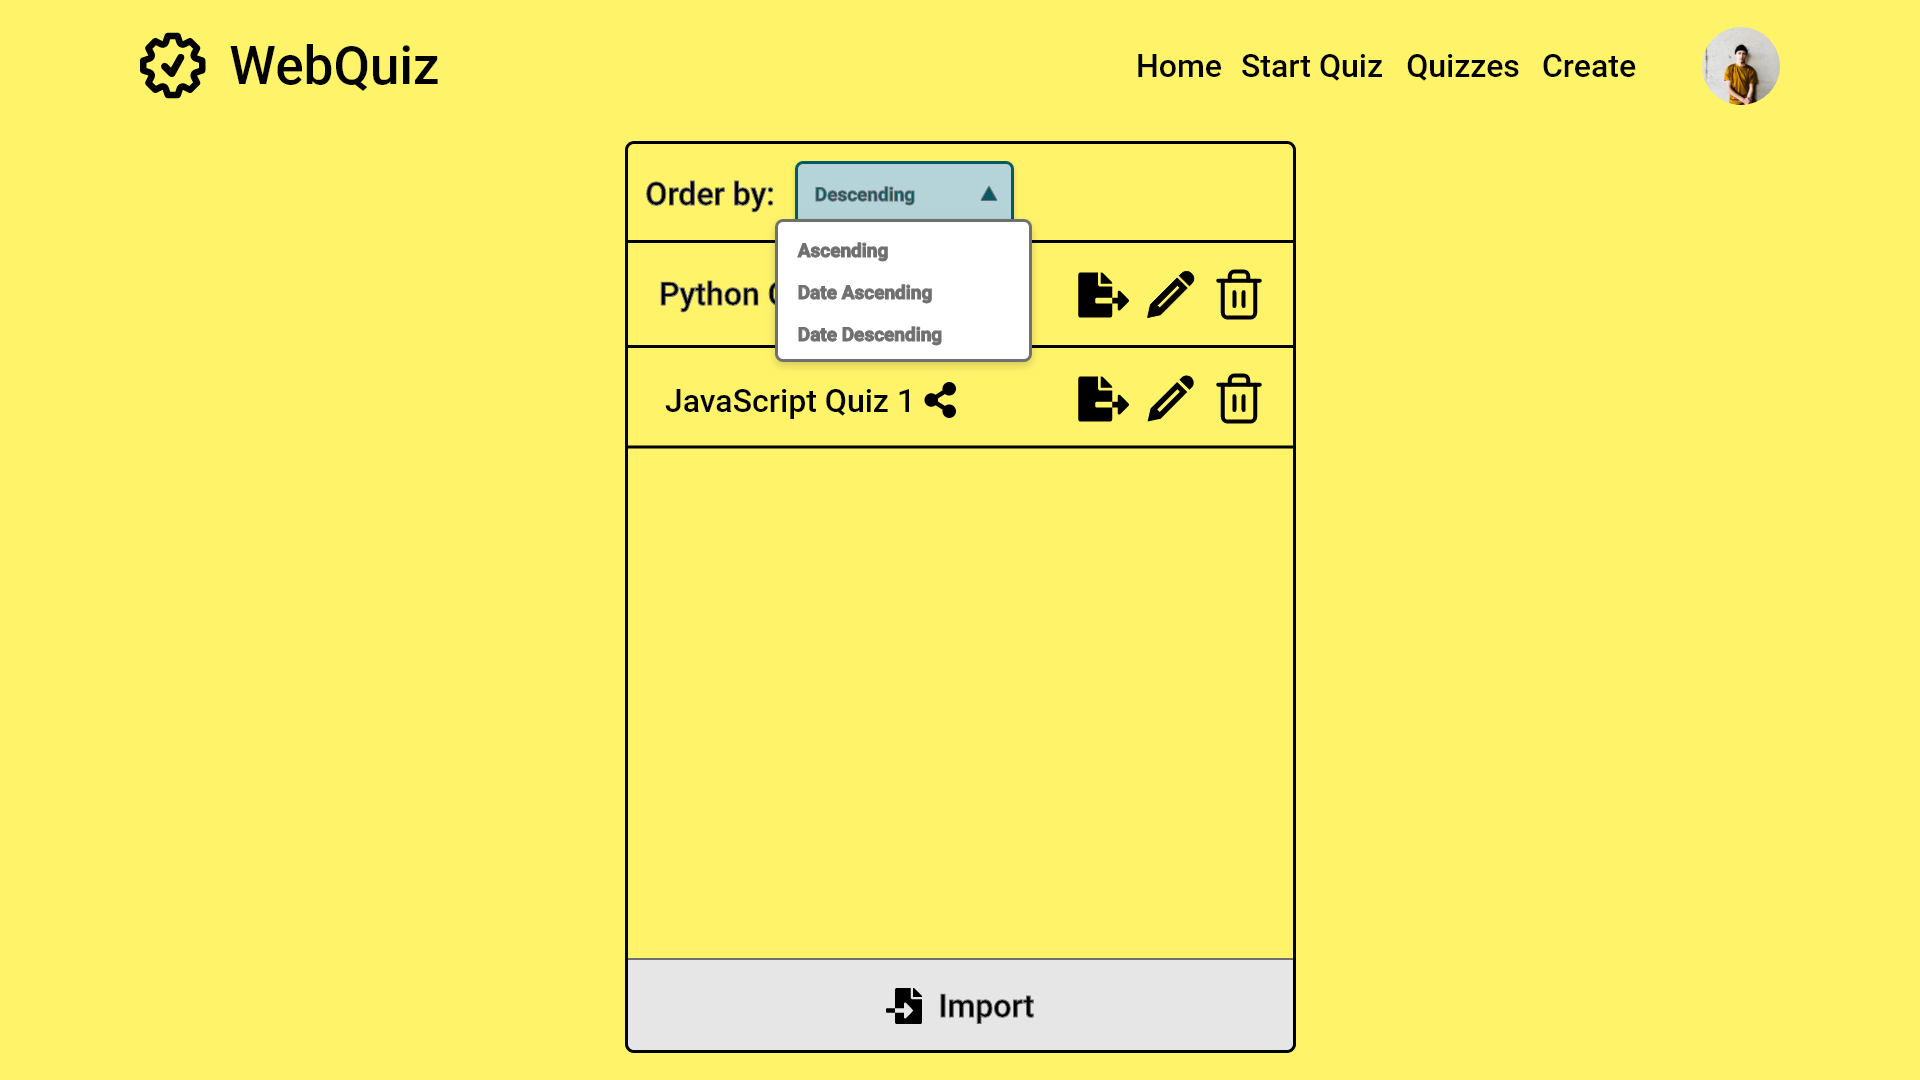 WebQuiz
Home Start Quiz Quizzes Create
Order by: Descending
Ascending
Date Ascending
Date Descending
Python
JavaScript Quiz 1
Import